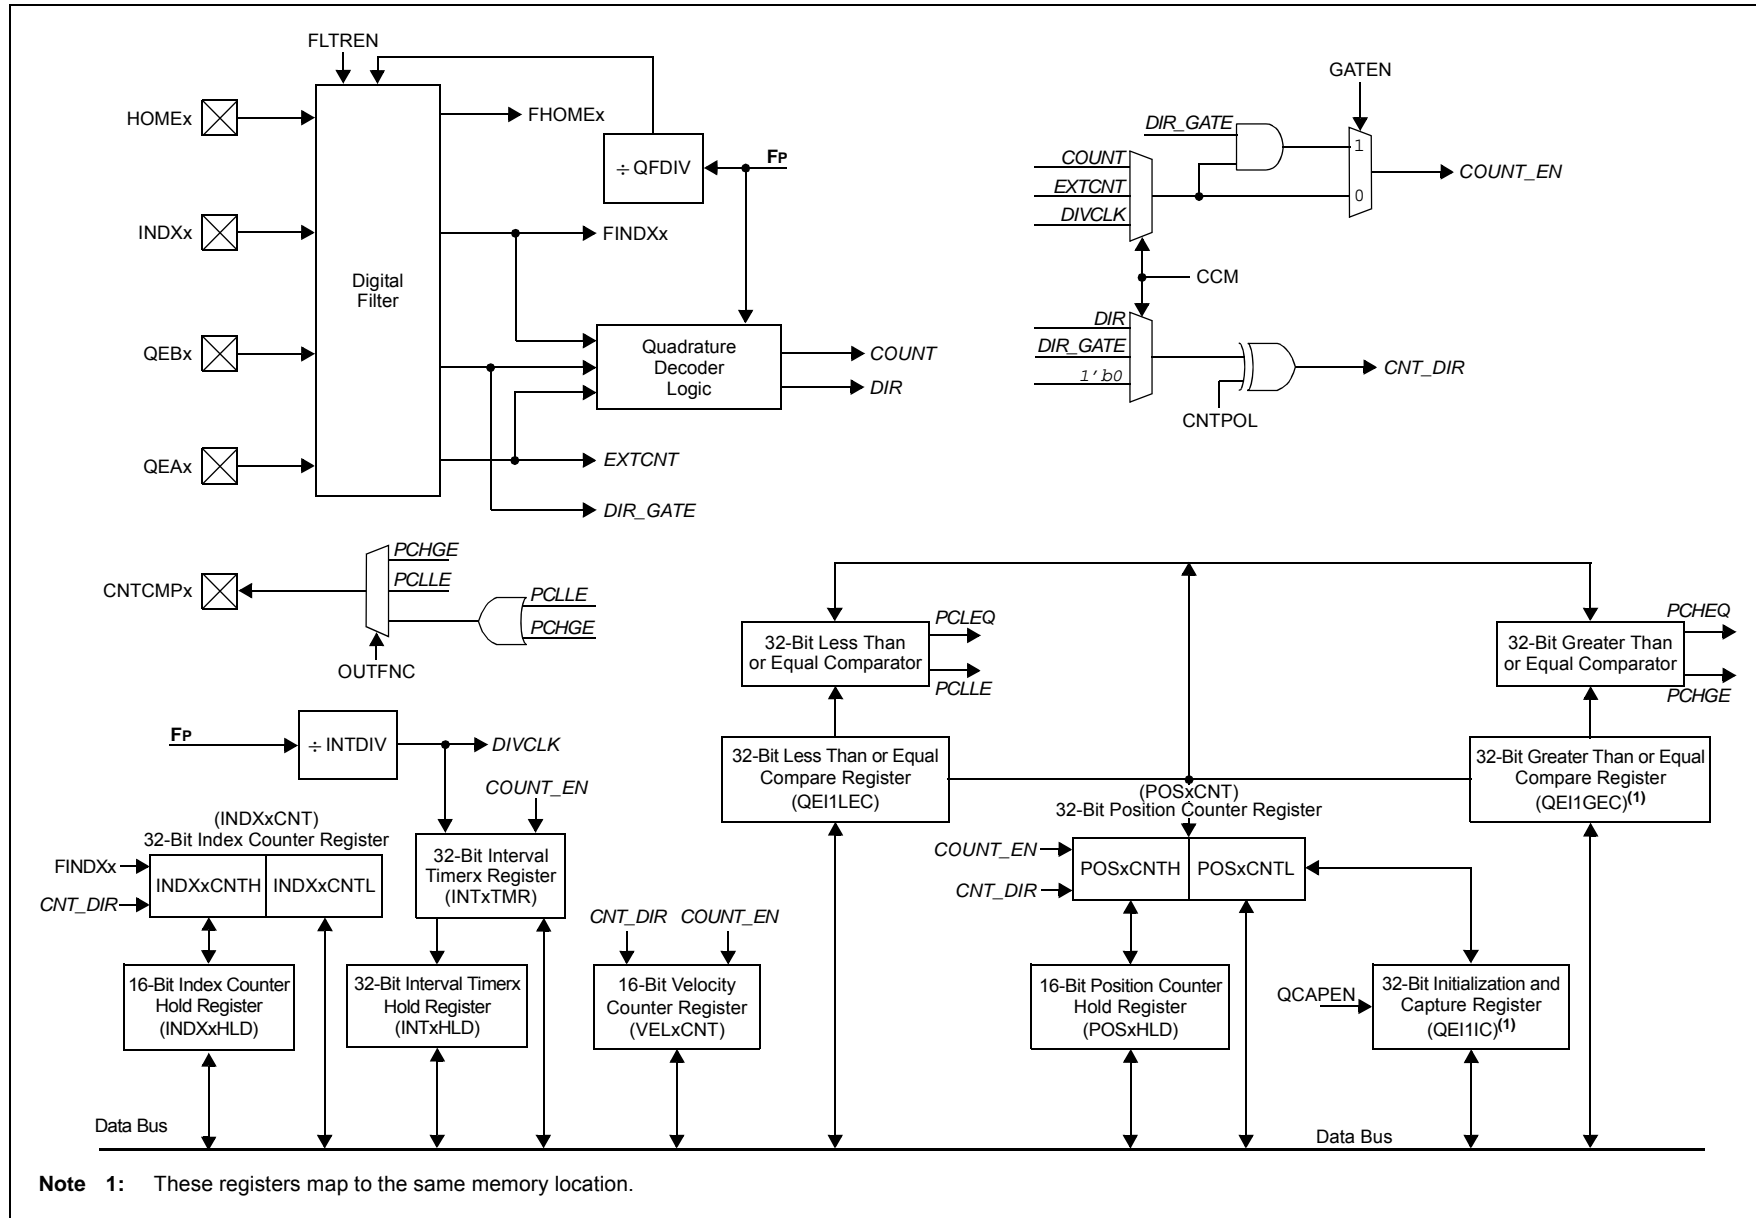 FLTREN
HOMEx
FHOMEx
÷ QFDIV
FP
INDXx
FINDXx
Digital
Filter
QEBx
Quadrature
Decoder
Logic
COUNT
DIR
QEAx
EXTCNT
DIR_GATE
GATEN
DIR_GATE
COUNT
EXTCNT
DIVCLK
1
0
COUNT_EN
CCM
DIR
DIR_GATE
1'b0
CNTPOL
CNT_DIR
CNTCMPx
PCHGE
PCLLE
PCLLE
PCHGE
OUTFNC
FP
÷ INTDIV
DIVCLK
COUNT_EN
(INDXxCNT)
32-Bit Index Counter Register
FINDXx
CNT_DIR
INDXxCNTH
INDXxCNTL
32-Bit Interval
Timerx Register
(INTxTMR)
16-Bit Index Counter
Hold Register
(INDXxHLD)
32-Bit Interval Timerx
Hold Register
(INTxHLD)
CNT_DIR
COUNT_EN
16-Bit Velocity
Counter Register
(VELxCNT)
32-Bit Less Than
or Equal Comparator
PCLEQ
PCLLE
32-Bit Greater Than
or Equal Comparator
PCHEQ
PCHGE
32-Bit Less Than or Equal
Compare Register
(QEI1LEC)
32-Bit Greater Than or Equal
Compare Register
(QEI1GEC)(1)
(POSxCNT)
32-Bit Position Counter Register
COUNT_EN
CNT_DIR
POSxCNTH
POSxCNTL
16-Bit Position Counter
Hold Register
(POSxHLD)
QCAPEN
32-Bit Initialization and
Capture Register
(QEI1IC)(1)
Data Bus
Data Bus
Note 1: These registers map to the same memory location.